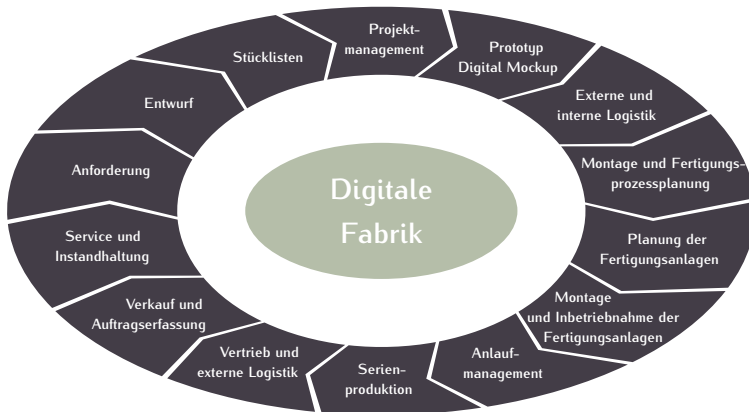 Projekt-
management
Prototyp
Digital Mockup
Externe und
interne Logistik
Montage und Fertigungs-
prozessplanung
Planung der
Fertigungsanlagen
Montage
und Inbetriebnahme der
Fertigungsanlagen
Anlauf-
management
Serien-
produktion
Vertrieb und
externe Logistik
Verkauf und
Auftragserfassung
Service und
Instandhaltung
Anforderung
Entwurf
Stücklisten
Digitale
Fabrik